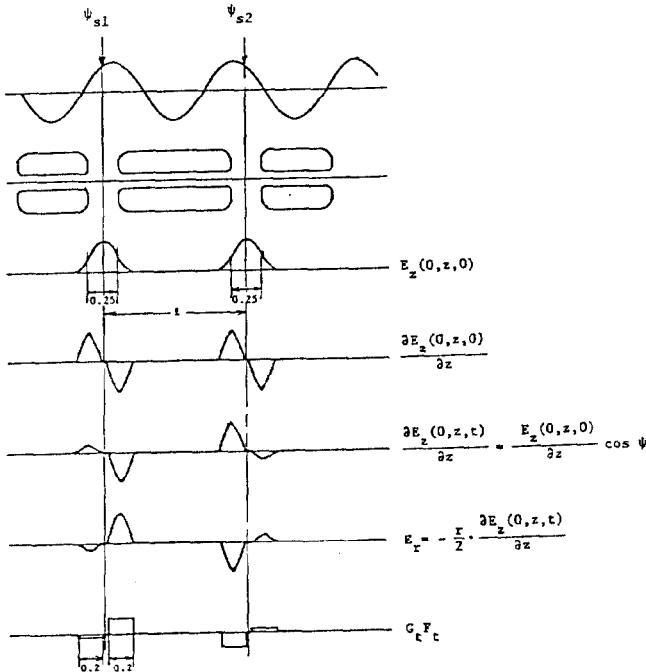 ψs1 ψs2
Ez(0,z,0)
0.25 0.25
ℓ
∂Ez(0,z,0)
∂z
∂Ez(0,z,t) = Ez(0,z,0) cos ψ
∂z ∂z
Er = - r/2 · ∂Ez(0,z,t)
∂z
GtFt
0.2 0.2